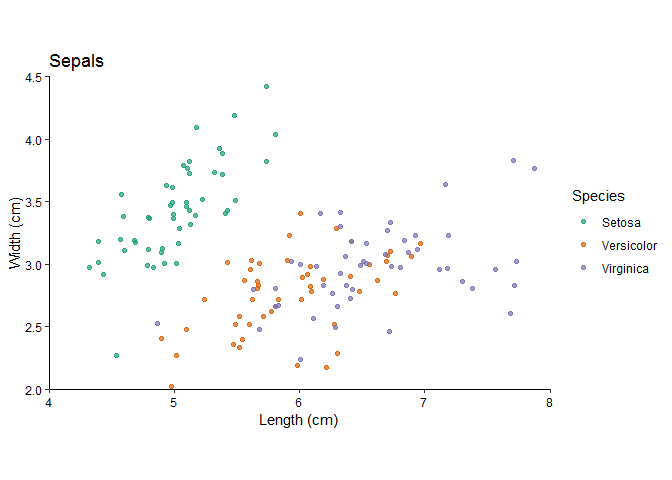 Sepals
4.5
4.0
3.5
3.0
2.5
2.0
Width (cm)
4 5 6 7 8
Length (cm)
Species
Setosa
Versicolor
Virginica